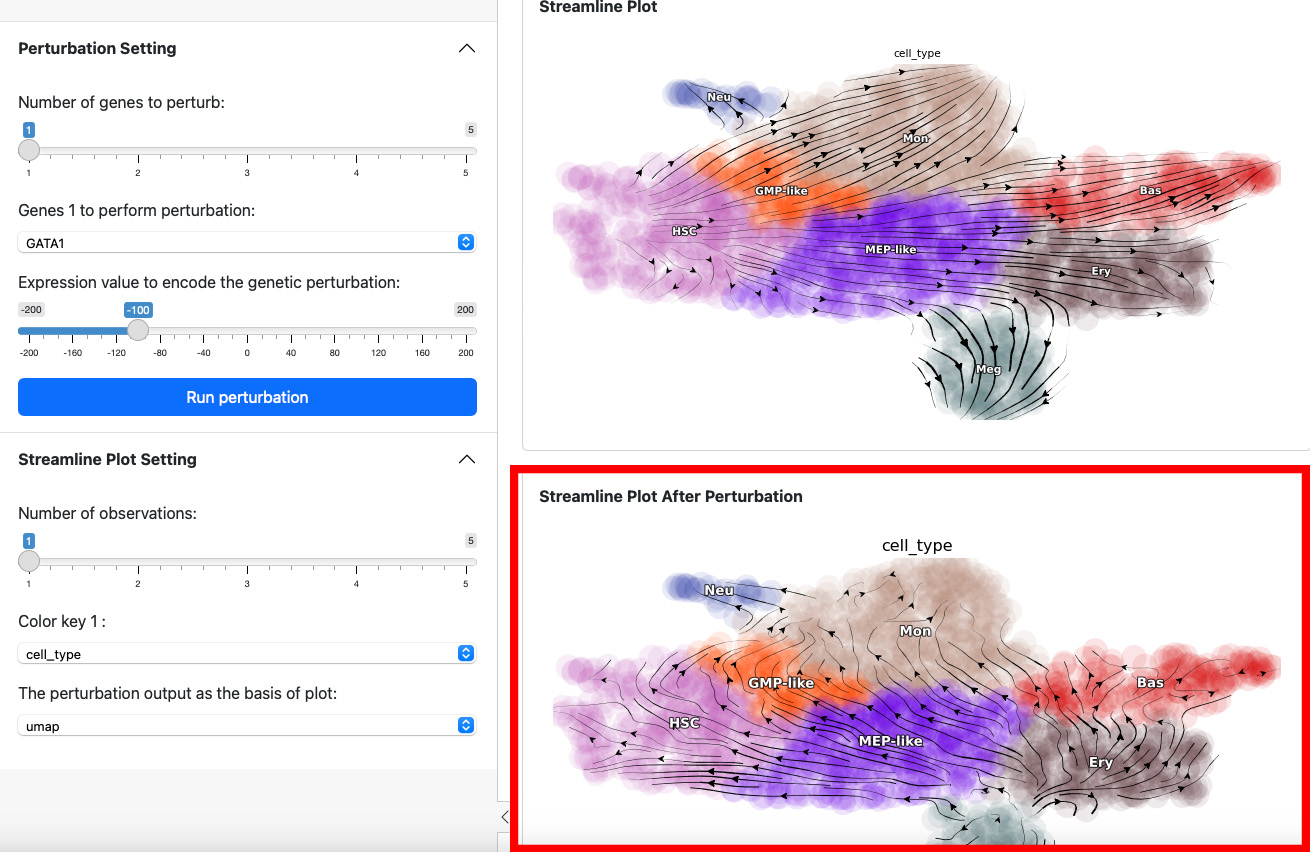 Perturbation Setting
Number of genes to perturb:
1 5
1 2 3 4 5
Genes 1 to perform perturbation:
GATA1
Expression value to encode the genetic perturbation:
-200 -100 200
-200 -160 -120 -80 -40 0 40 80 120 160 200
Run perturbation
Streamline Plot Setting
Number of observations:
1 5
1 2 3 4 5
Color key 1 :
cell_type
The perturbation output as the basis of plot:
umap
Streamline Plot
cell_type
Neu
Mon
GMP-like
Bas
HSC
MEP-like
Ery
Meg
Streamline Plot After Perturbation
cell_type
Neu
Mon
GMP-like
Bas
HSC
MEP-like
Ery